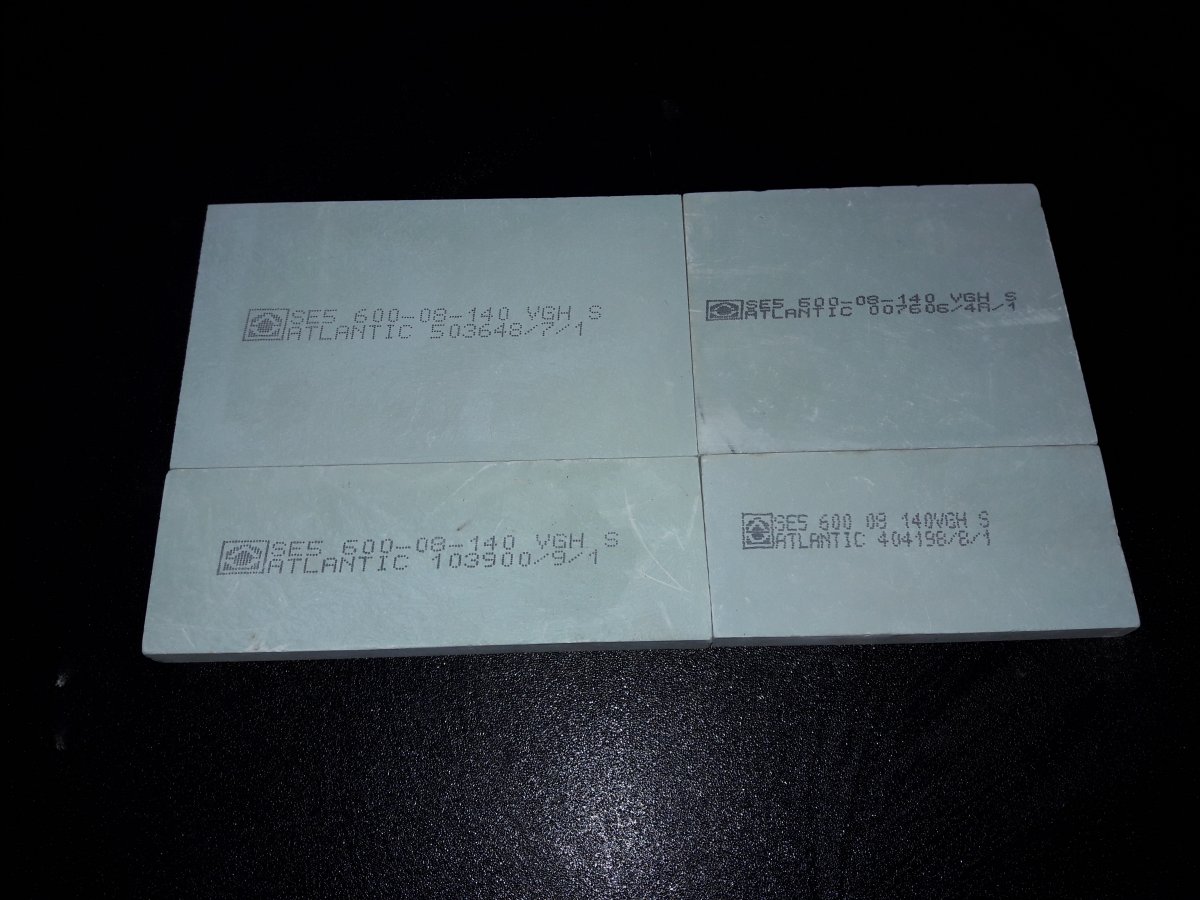 SE5 600-08-140 VGH S
ATLANTIC 503648/7/1
SE5 600-08-140 VGH S
ATLANTIC 007606/4A/1
SE5 600-08-140 VGH S
ATLANTIC 103900/9/1
SE5 600 08 140VGH S
ATLANTIC 404198/8/1